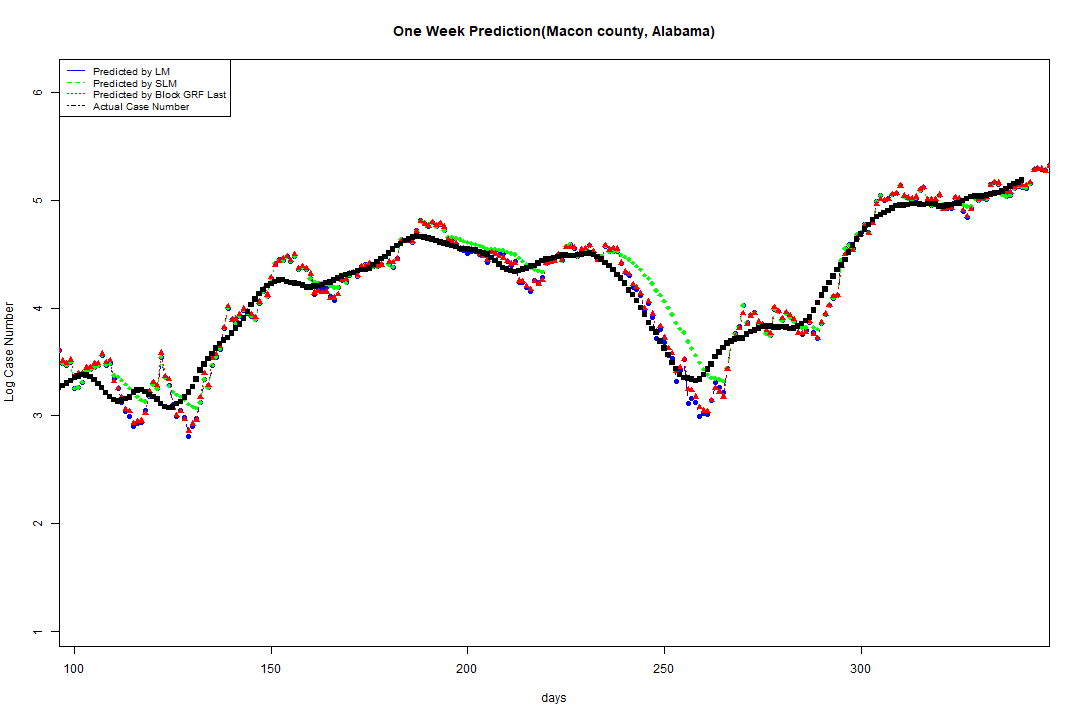 One Week Prediction(Macon county, Alabama)
Predicted by LM
Predicted by SLM
Predicted by Block GRF Last
Actual Case Number
Log Case Number
6
5
4
3
2
1
100
150
200
250
300
days